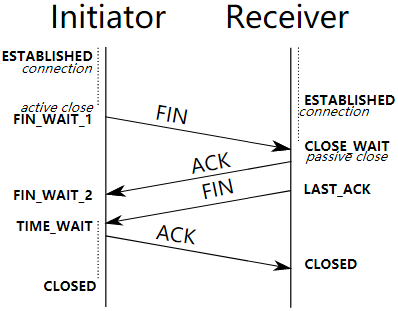 Initiator Receiver
ESTABLISHED
connection
active close
FIN_WAIT_1
FIN
ESTABLISHED
connection
CLOSE_WAIT
passive close
ACK
FIN_WAIT_2
FIN
LAST_ACK
TIME_WAIT
ACK
CLOSED
CLOSED